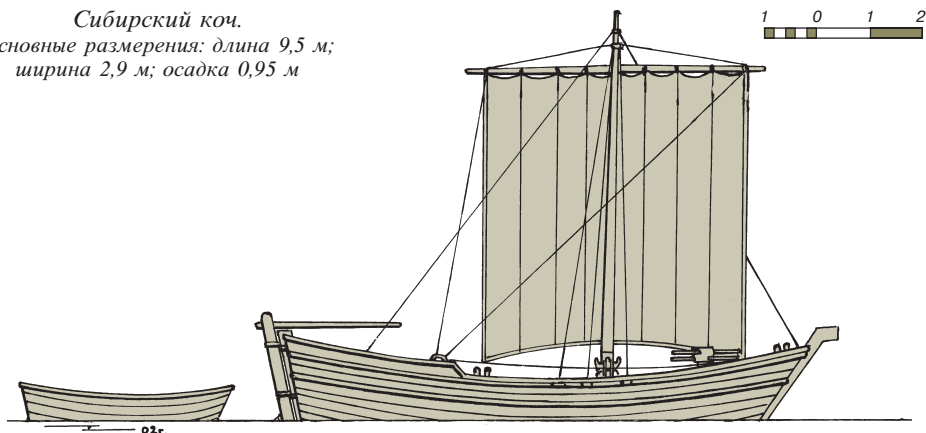 Сибирский коч.
сновные размерения: длина 9,5 м;
ширина 2,9 м; осадка 0,95 м
1 0 1 2